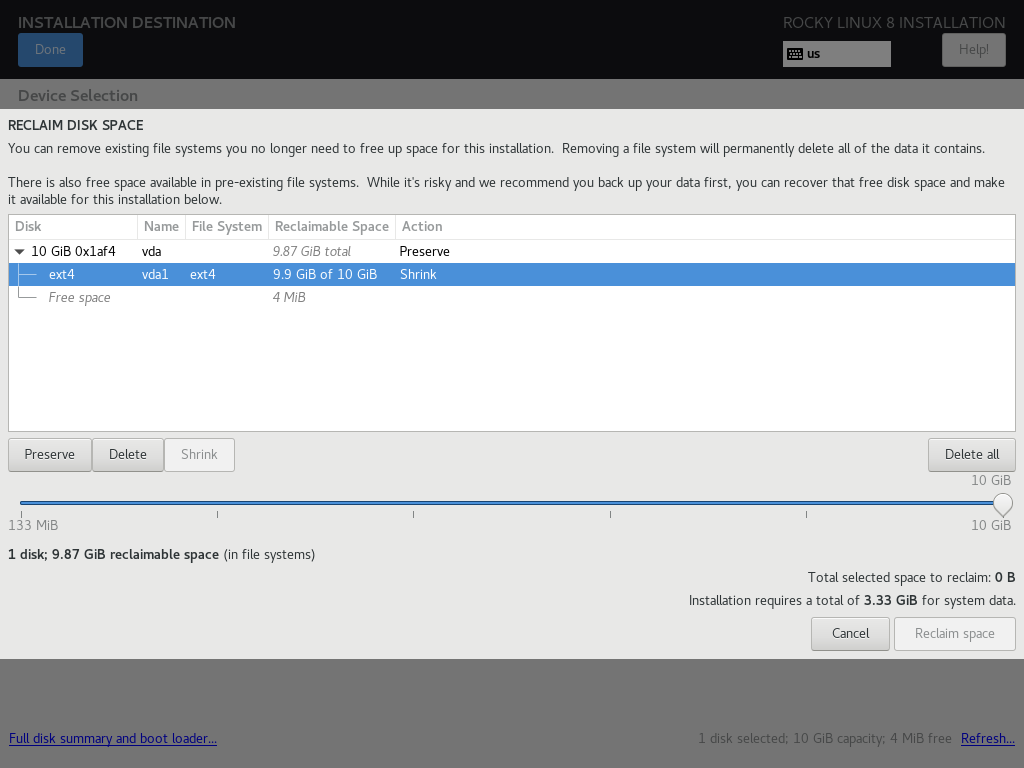 INSTALLATION DESTINATION
ROCKY LINUX 8 INSTALLATION
Done
us
Help!
Device Selection
RECLAIM DISK SPACE
You can remove existing file systems you no longer need to free up space for this installation.  Removing a file system will permanently delete all of the data it contains.
There is also free space available in pre-existing file systems.  While it's risky and we recommend you back up your data first, you can recover that free disk space and make
it available for this installation below.
Disk Name File System Reclaimable Space Action
10 GiB 0x1af4 vda 9.87 GiB total Preserve
ext4 vda1 ext4 9.9 GiB of 10 GiB Shrink
Free space 4 MiB
Preserve Delete Shrink Delete all
10 GiB
133 MiB 10 GiB
1 disk; 9.87 GiB reclaimable space (in file systems)
Total selected space to reclaim: 0 B
Installation requires a total of 3.33 GiB for system data.
Cancel Reclaim space
Full disk summary and boot loader... 1 disk selected; 10 GiB capacity; 4 MiB free Refresh...